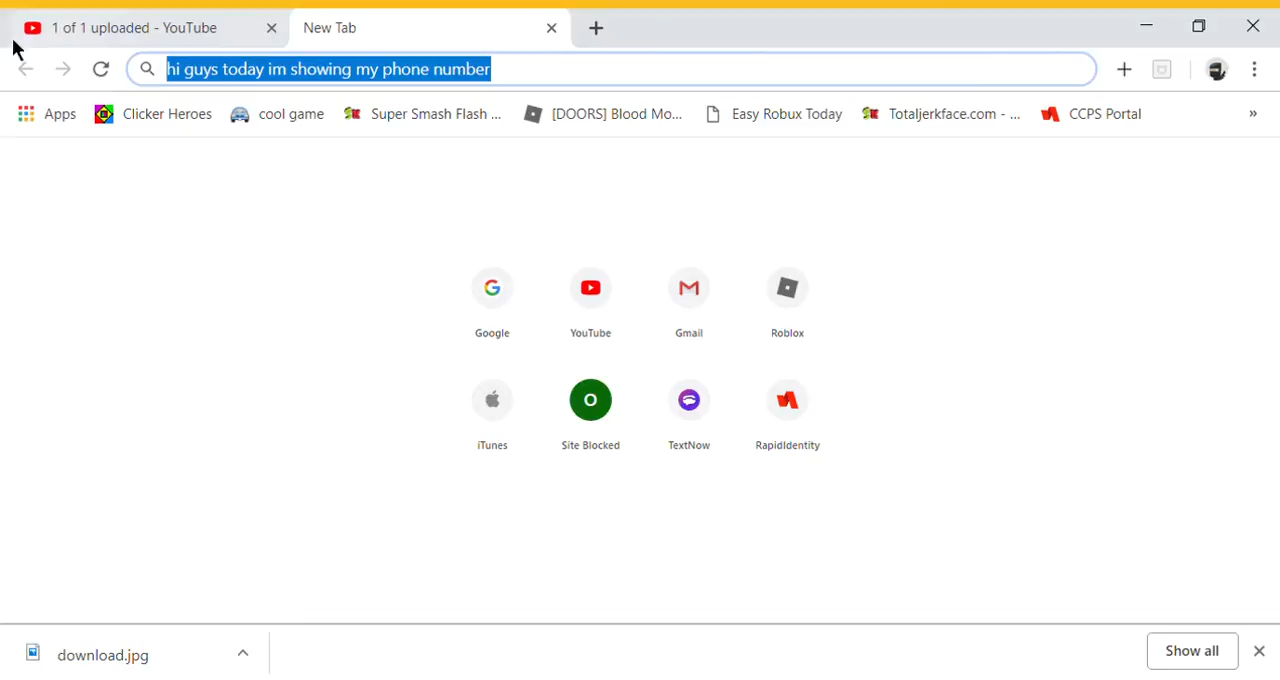 1 of 1 uploaded - YouTube
New Tab
hi guys today im showing my phone number
Apps
Clicker Heroes
cool game
Super Smash Flash ...
[DOORS] Blood Mo...
Easy Robux Today
Totaljerkface.com - ...
CCPS Portal
»
Google
YouTube
Gmail
Roblox
iTunes
O
Site Blocked
TextNow
RapidIdentity
download.jpg
Show all